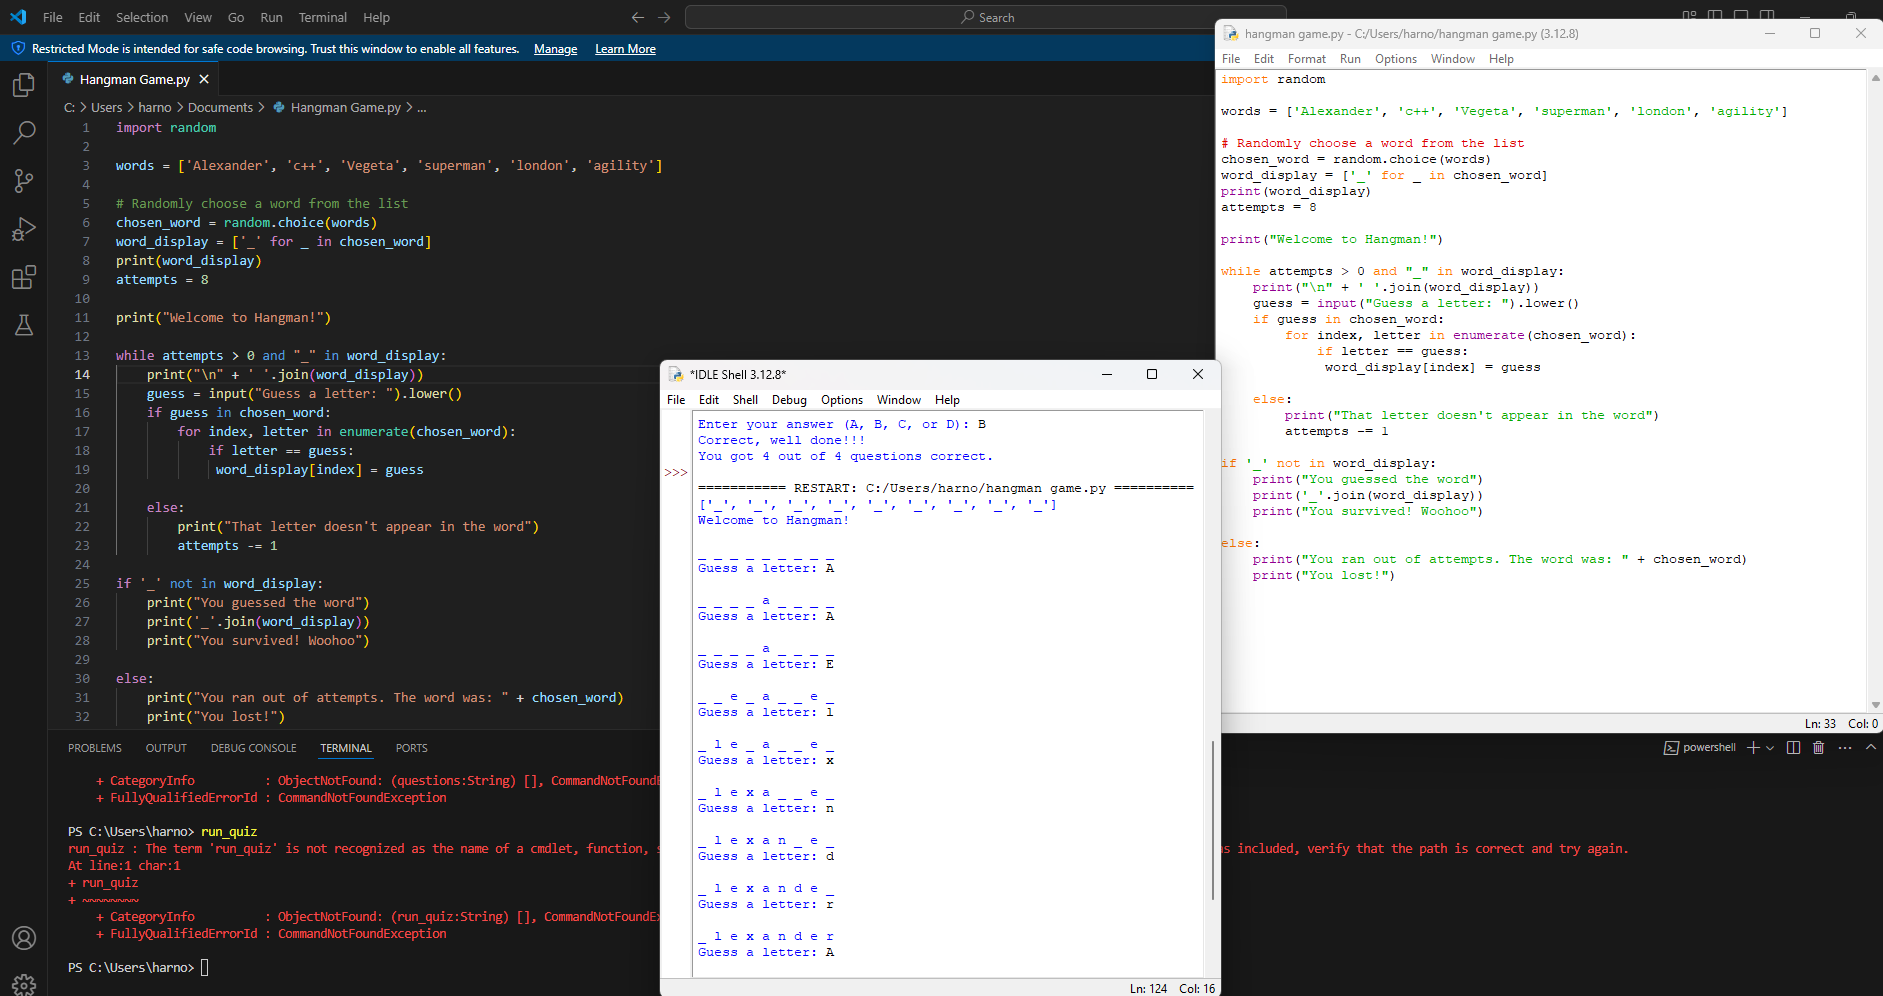 File Edit Selection View Go Run Terminal Help
Search
Restricted Mode is intended for safe code browsing. Trust this window to enable all features. Manage Learn More
Hangman Game.py
C: > Users > harno > Documents > Hangman Game.py > ...
1 import random
2
3 words = ['Alexander', 'c++', 'Vegeta', 'superman', 'london', 'agility']
4
5 # Randomly choose a word from the list
6 chosen_word = random.choice(words)
7 word_display = ['_' for _ in chosen_word]
8 print(word_display)
9 attempts = 8
10
11 print("Welcome to Hangman!")
12
13 while attempts > 0 and "_" in word_display:
14 print("\n" + ' '.join(word_display))
15 guess = input("Guess a letter: ").lower()
16 if guess in chosen_word:
17 for index, letter in enumerate(chosen_word):
18 if letter == guess:
19 word_display[index] = guess
20
21 else:
22 print("That letter doesn't appear in the word")
23 attempts -= 1
24
25 if '_' not in word_display:
26 print("You guessed the word")
27 print('_'.join(word_display))
28 print("You survived! Woohoo")
29
30 else:
31 print("You ran out of attempts. The word was: " + chosen_word)
32 print("You lost!")
PROBLEMS OUTPUT DEBUG CONSOLE TERMINAL PORTS
powershell
+ CategoryInfo : ObjectNotFound: (questions:String) [], CommandNotFoundE
+ FullyQualifiedErrorId : CommandNotFoundException
PS C:\Users\harno> run_quiz
run_quiz : The term 'run_quiz' is not recognized as the name of a cmdlet, function, s included, verify that the path is correct and try again.
At line:1 char:1
+ run_quiz
+ ~~~~~~~~
+ CategoryInfo : ObjectNotFound: (run_quiz:String) [], CommandNotFoundEx
+ FullyQualifiedErrorId : CommandNotFoundException
PS C:\Users\harno>
*IDLE Shell 3.12.8*
File Edit Shell Debug Options Window Help
Enter your answer (A, B, C, or D): B
Correct, well done!!!
You got 4 out of 4 questions correct.
>>>
=========== RESTART: C:/Users/harno/hangman game.py ==========
['_', '_', '_', '_', '_', '_', '_', '_', '_']
Welcome to Hangman!
_ _ _ _ _ _ _ _ _
Guess a letter: A
_ _ _ _ a _ _ _ _
Guess a letter: A
_ _ _ _ a _ _ _ _
Guess a letter: E
_ _ e _ a _ _ e _
Guess a letter: l
_ l e _ a _ _ e _
Guess a letter: x
_ l e x a _ _ e _
Guess a letter: n
_ l e x a n _ e _
Guess a letter: d
_ l e x a n d e _
Guess a letter: r
_ l e x a n d e r
Guess a letter: A
Ln: 124 Col: 16
hangman game.py - C:/Users/harno/hangman game.py (3.12.8)
File Edit Format Run Options Window Help
import random
words = ['Alexander', 'c++', 'Vegeta', 'superman', 'london', 'agility']
# Randomly choose a word from the list
chosen_word = random.choice(words)
word_display = ['_' for _ in chosen_word]
print(word_display)
attempts = 8
print("Welcome to Hangman!")
while attempts > 0 and "_" in word_display:
print("\n" + ' '.join(word_display))
guess = input("Guess a letter: ").lower()
if guess in chosen_word:
for index, letter in enumerate(chosen_word):
if letter == guess:
word_display[index] = guess
else:
print("That letter doesn't appear in the word")
attempts -= 1
if '_' not in word_display:
print("You guessed the word")
print('_'.join(word_display))
print("You survived! Woohoo")
else:
print("You ran out of attempts. The word was: " + chosen_word)
print("You lost!")
Ln: 33 Col: 0